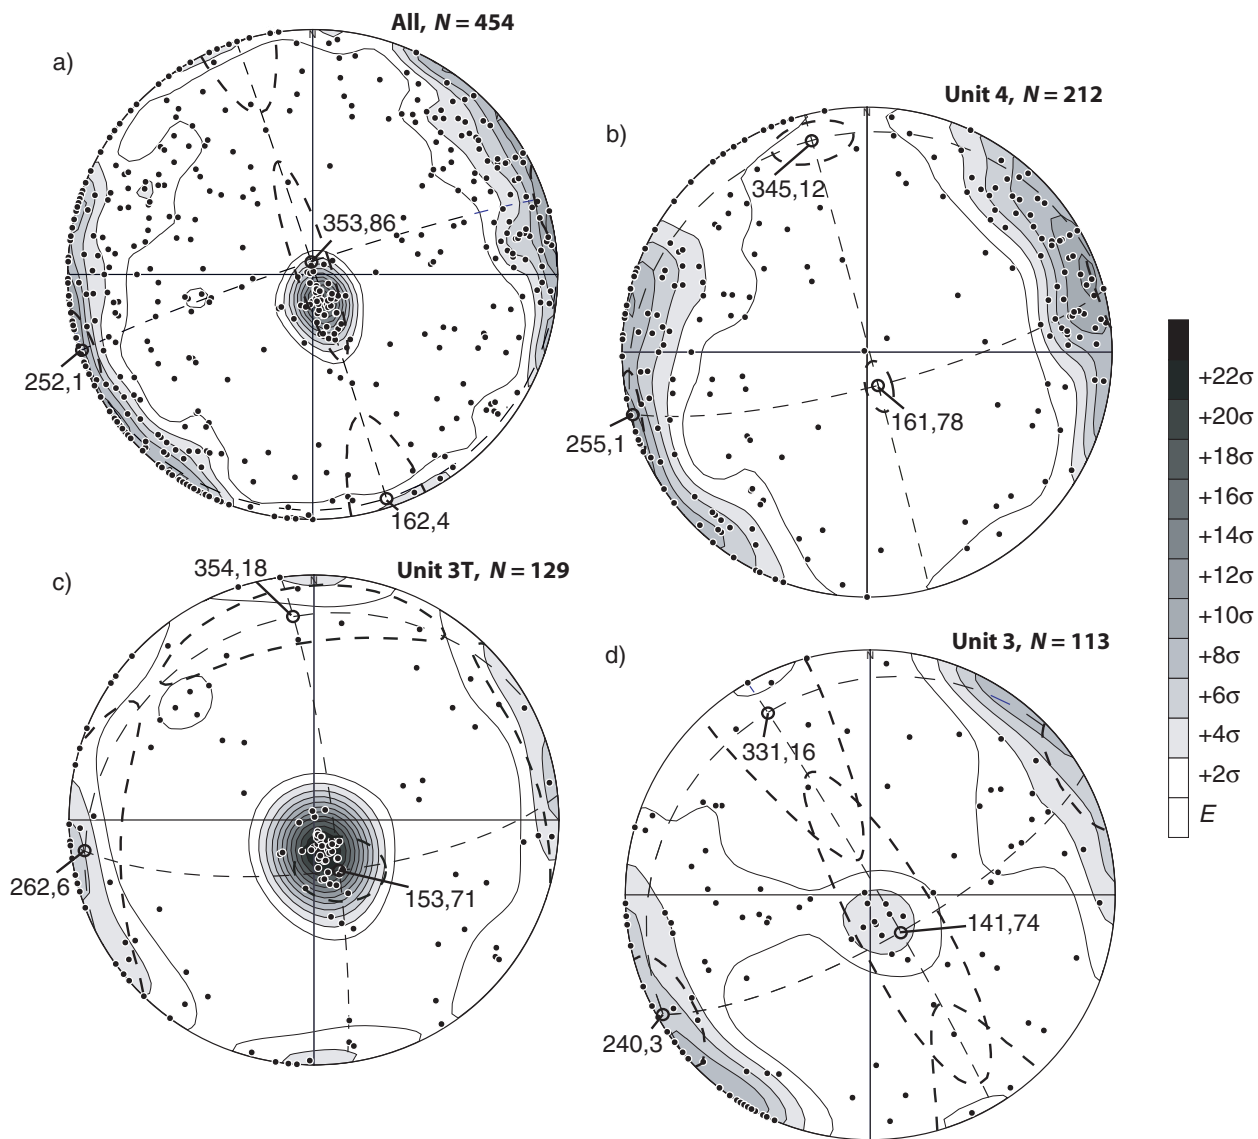 a)
All, N = 454
N
353,86
252,1
162,4
b)
Unit 4, N = 212
N
345,12
255,1
161,78
c)
Unit 3T, N = 129
N
354,18
262,6
153,71
d)
Unit 3, N = 113
N
331,16
141,74
240,3
+22σ
+20σ
+18σ
+16σ
+14σ
+12σ
+10σ
+8σ
+6σ
+4σ
+2σ
E